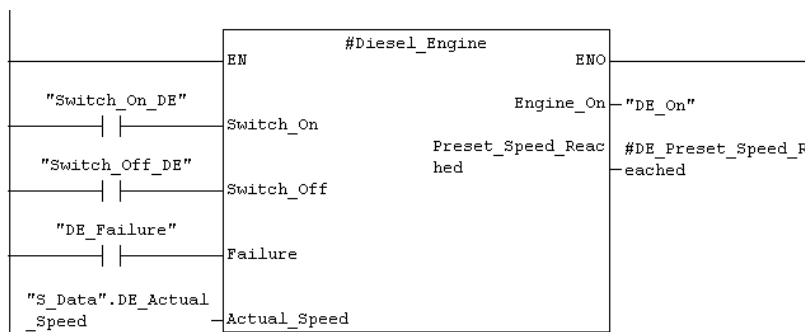 #Diesel_Engine
EN
ENO
"Switch_On_DE"
Switch_On
Engine_On
"DE_On"
"Switch_Off_DE"
Switch_Off
Preset_Speed_Reac
hed
#DE_Preset_Speed_R
eached
"DE_Failure"
Failure
"S_Data".DE_Actual
_Speed
Actual_Speed